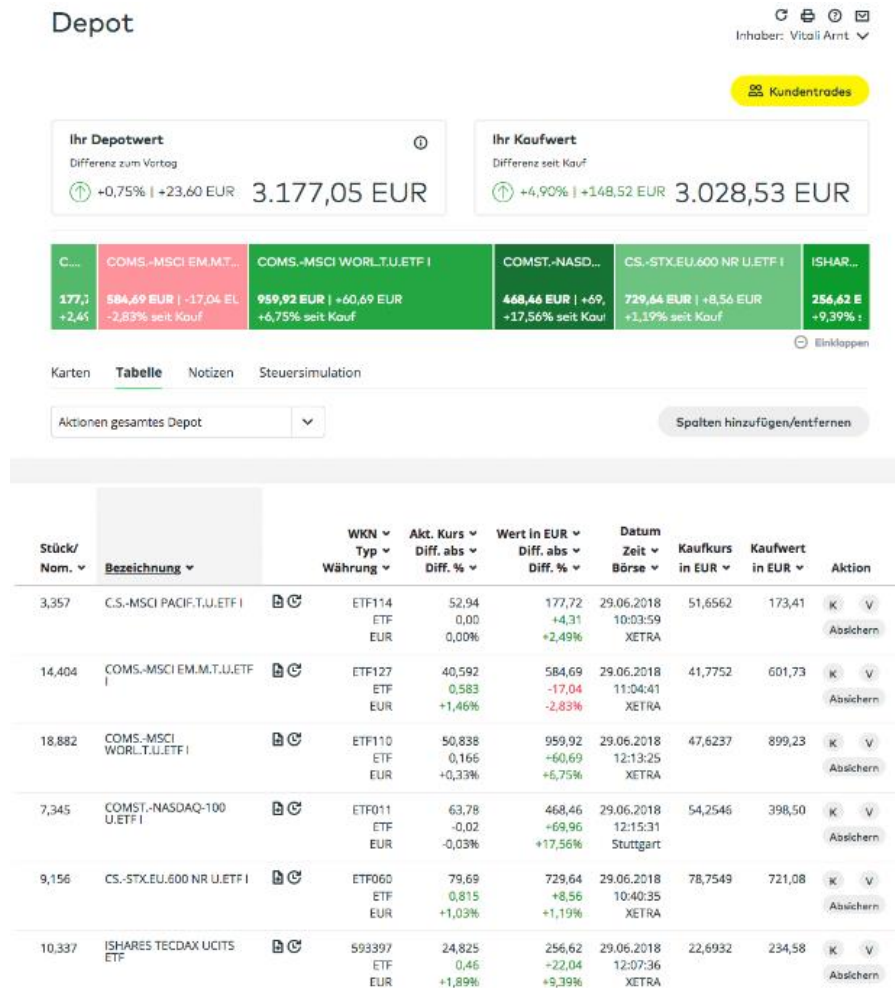 Depot
Inhaber: Vitali Arnt
Kundentrades
Ihr Depotwert
Differenz zum Vortag
+0,75% | +23,60 EUR 3.177,05 EUR
Ihr Kaufwert
Differenz seit Kauf
+4,90% | +148,52 EUR 3.028,53 EUR
C....
177,7
+2,49
COMS.-MSCI EM.M.T...
584,69 EUR | -17,04 EU
-2,83% seit Kauf
COMS.-MSCI WORL.T.U.ETF I
959,92 EUR | +60,69 EUR
+6,75% seit Kauf
COMST.-NASD...
468,46 EUR | +69,
+17,56% seit Kauf
CS.-STX.EU.600 NR U.ETF I
729,64 EUR | +8,56 EUR
+1,19% seit Kauf
ISHAR...
256,62 E
+9,39% s
Einklappen
Karten Tabelle Notizen Steuersimulation
Aktionen gesamtes Depot
Spalten hinzufügen/entfernen
Stück/ Nom.
Bezeichnung
WKN Typ Währung
Akt. Kurs Diff. abs Diff. %
Wert in EUR Diff. abs Diff. %
Datum Zeit Börse
Kaufkurs in EUR
Kaufwert in EUR
Aktion
3,357 C.S.-MSCI PACIF.T.U.ETF I ETF114 52,94 177,72 29.06.2018 51,6562 173,41 K V
ETF 0,00 +4,31 10:03:59 Absichern
EUR 0,00% +2,49% XETRA
14,404 COMS.-MSCI EM.M.T.U.ETF I ETF127 40,592 584,69 29.06.2018 41,7752 601,73 K V
ETF 0,583 -17,04 11:04:41 Absichern
EUR +1,46% -2,83% XETRA
18,882 COMS.-MSCI WORL.T.U.ETF I ETF110 50,838 959,92 29.06.2018 47,6237 899,23 K V
ETF 0,166 +60,69 12:13:25 Absichern
EUR +0,33% +6,75% XETRA
7,345 COMST.-NASDAQ-100 U.ETF I ETF011 63,78 468,46 29.06.2018 54,2546 398,50 K V
ETF -0,02 +69,96 12:15:31 Absichern
EUR -0,03% +17,56% Stuttgart
9,156 CS.-STX.EU.600 NR U.ETF I ETF060 79,69 729,64 29.06.2018 78,7549 721,08 K V
ETF 0,815 +8,56 10:40:35 Absichern
EUR +1,03% +1,19% XETRA
10,337 ISHARES TECDAX UCITS ETF 593397 24,825 256,62 29.06.2018 22,6932 234,58 K V
ETF 0,46 +22,04 12:07:36 Absichern
EUR +1,89% +9,39% XETRA